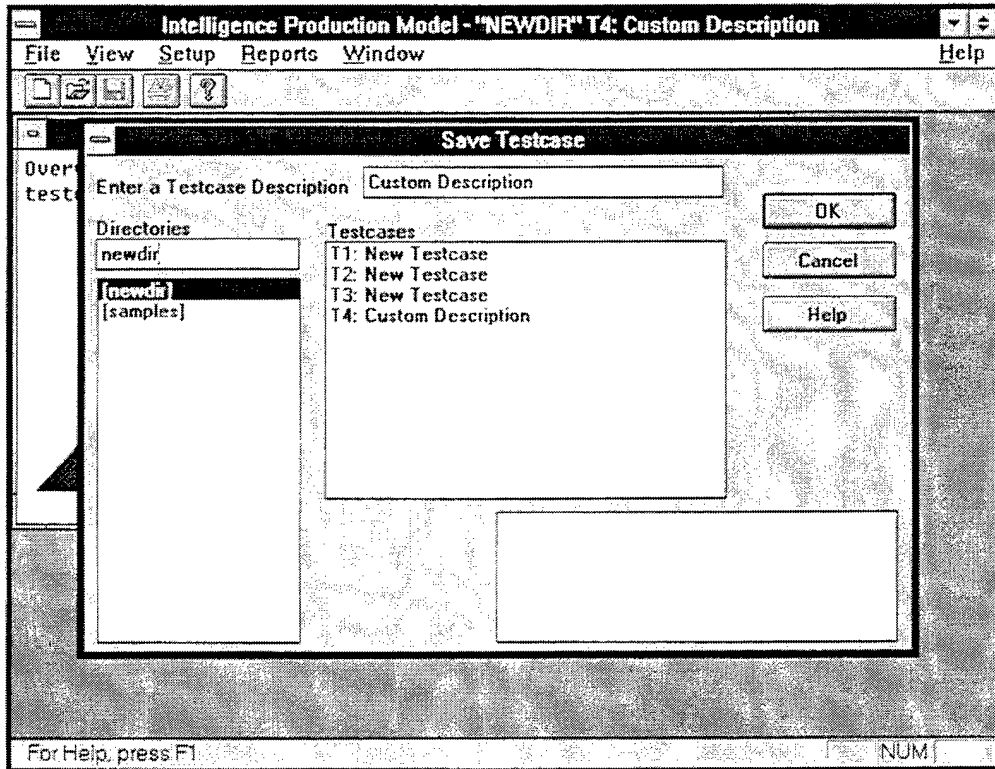 Intelligence Production Model - "NEWDIR" T4: Custom Description
File View Setup Reports Window Help
Save Testcase
Over
teste
Enter a Testcase Description Custom Description
OK
Cancel
Help
Directories
newdir
[newdir]
[samples]
Testcases
T1: New Testcase
T2: New Testcase
T3: New Testcase
T4: Custom Description
For Help, press F1 NUM